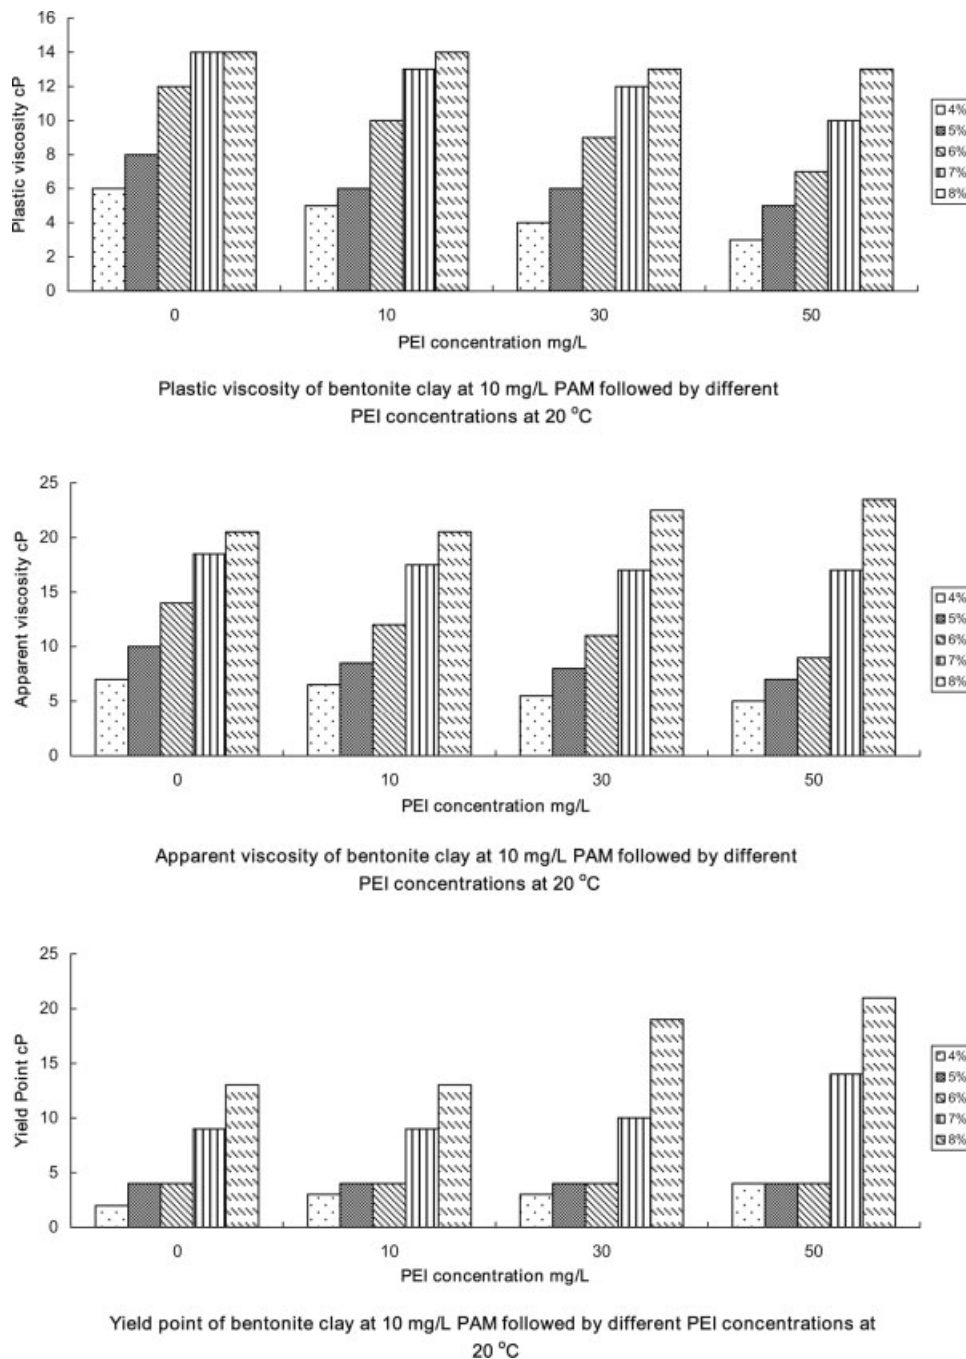 16
14
12
10
8
6
4
2
0
Plastic viscosity cP
0 10 30 50
PEI concentration mg/L
4%
5%
6%
7%
8%
Plastic viscosity of bentonite clay at 10 mg/L PAM followed by different
PEI concentrations at 20 °C
25
20
15
10
5
0
Apparent viscosity cP
0 10 30 50
PEI concentration mg/L
4%
5%
6%
7%
8%
Apparent viscosity of bentonite clay at 10 mg/L PAM followed by different
PEI concentrations at 20 °C
25
20
15
10
5
0
Yield Point cP
0 10 30 50
PEI concentration mg/L
4%
5%
6%
7%
8%
Yield point of bentonite clay at 10 mg/L PAM followed by different PEI concentrations at
20 °C